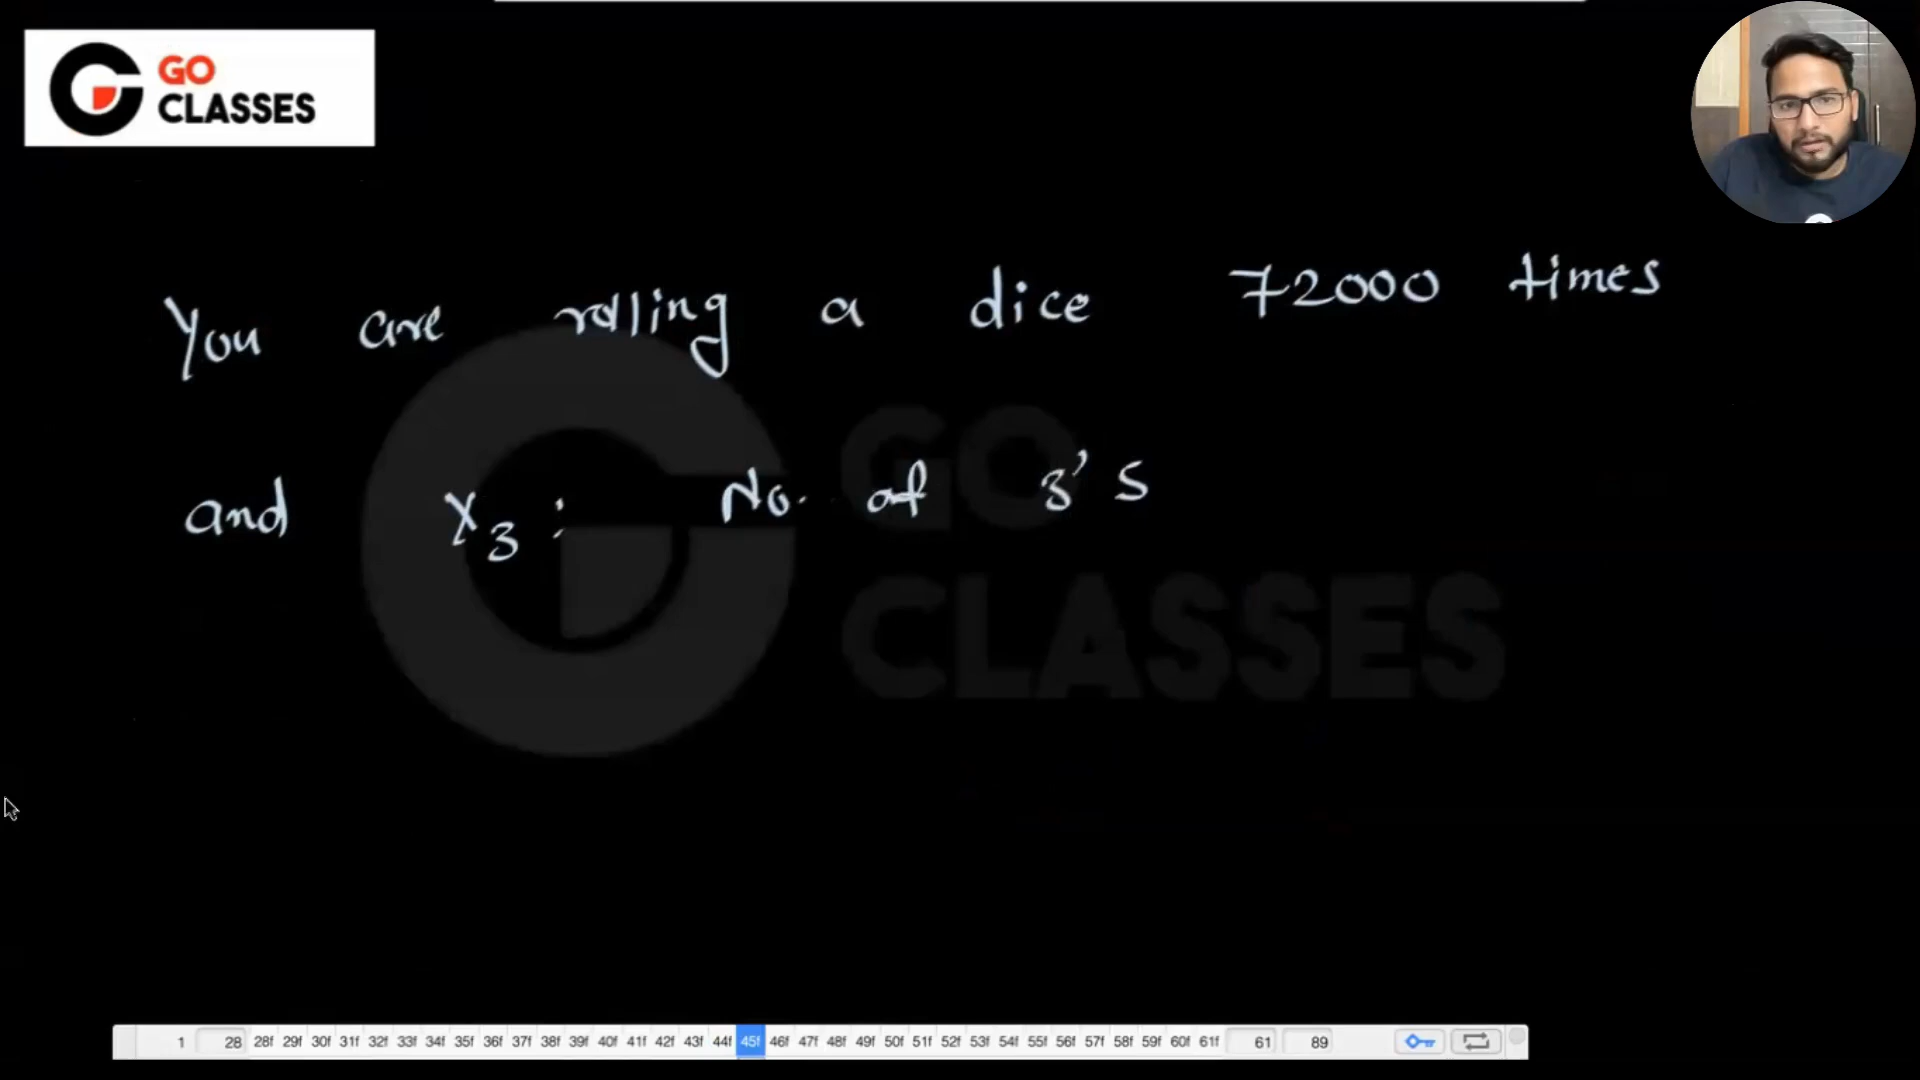 GO
CLASSES
You are rolling a dice 72000 times
and X3 : No. of 3's
GO
CLASSES
1 28 28f 29f 30f 31f 32f 33f 34f 35f 36f 37f 38f 39f 40f 41f 42f 43f 44f 45f 46f 47f 48f 49f 50f 51f 52f 53f 54f 55f 56f 57f 58f 59f 60f 61f 61 89